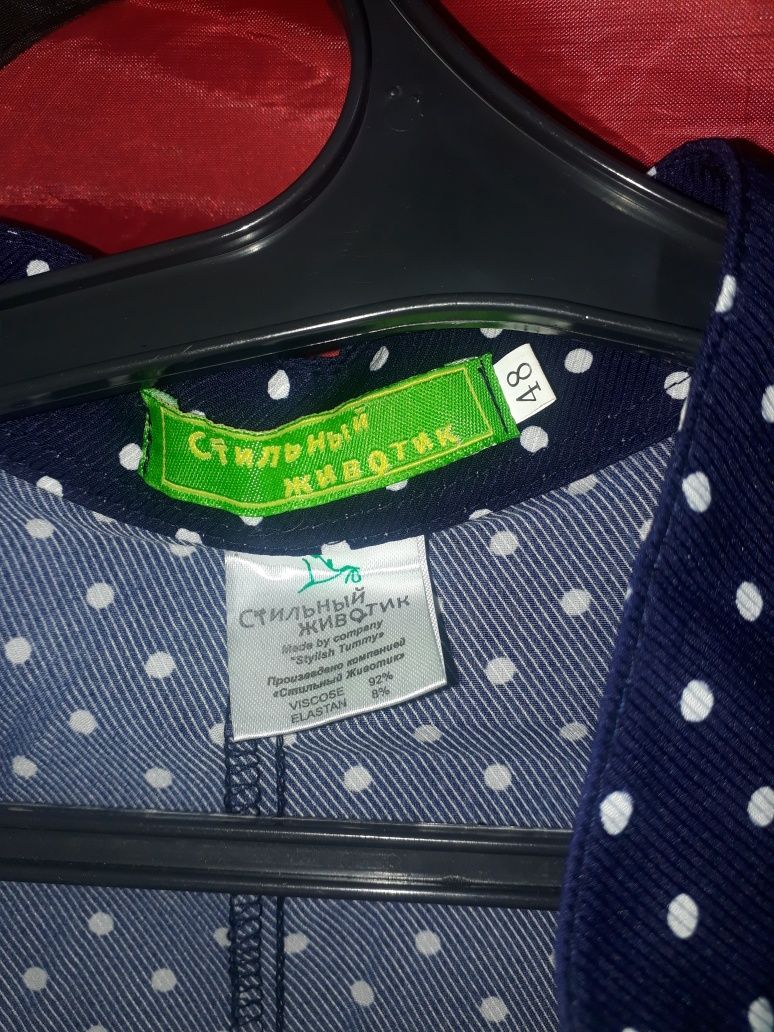 Стильный
животик
48
Стильный
животик
Made by company
"Stylish Tummy"
Произведено компанией
«Стильный Животик»
VISCOSE 92%
ELASTAN 8%